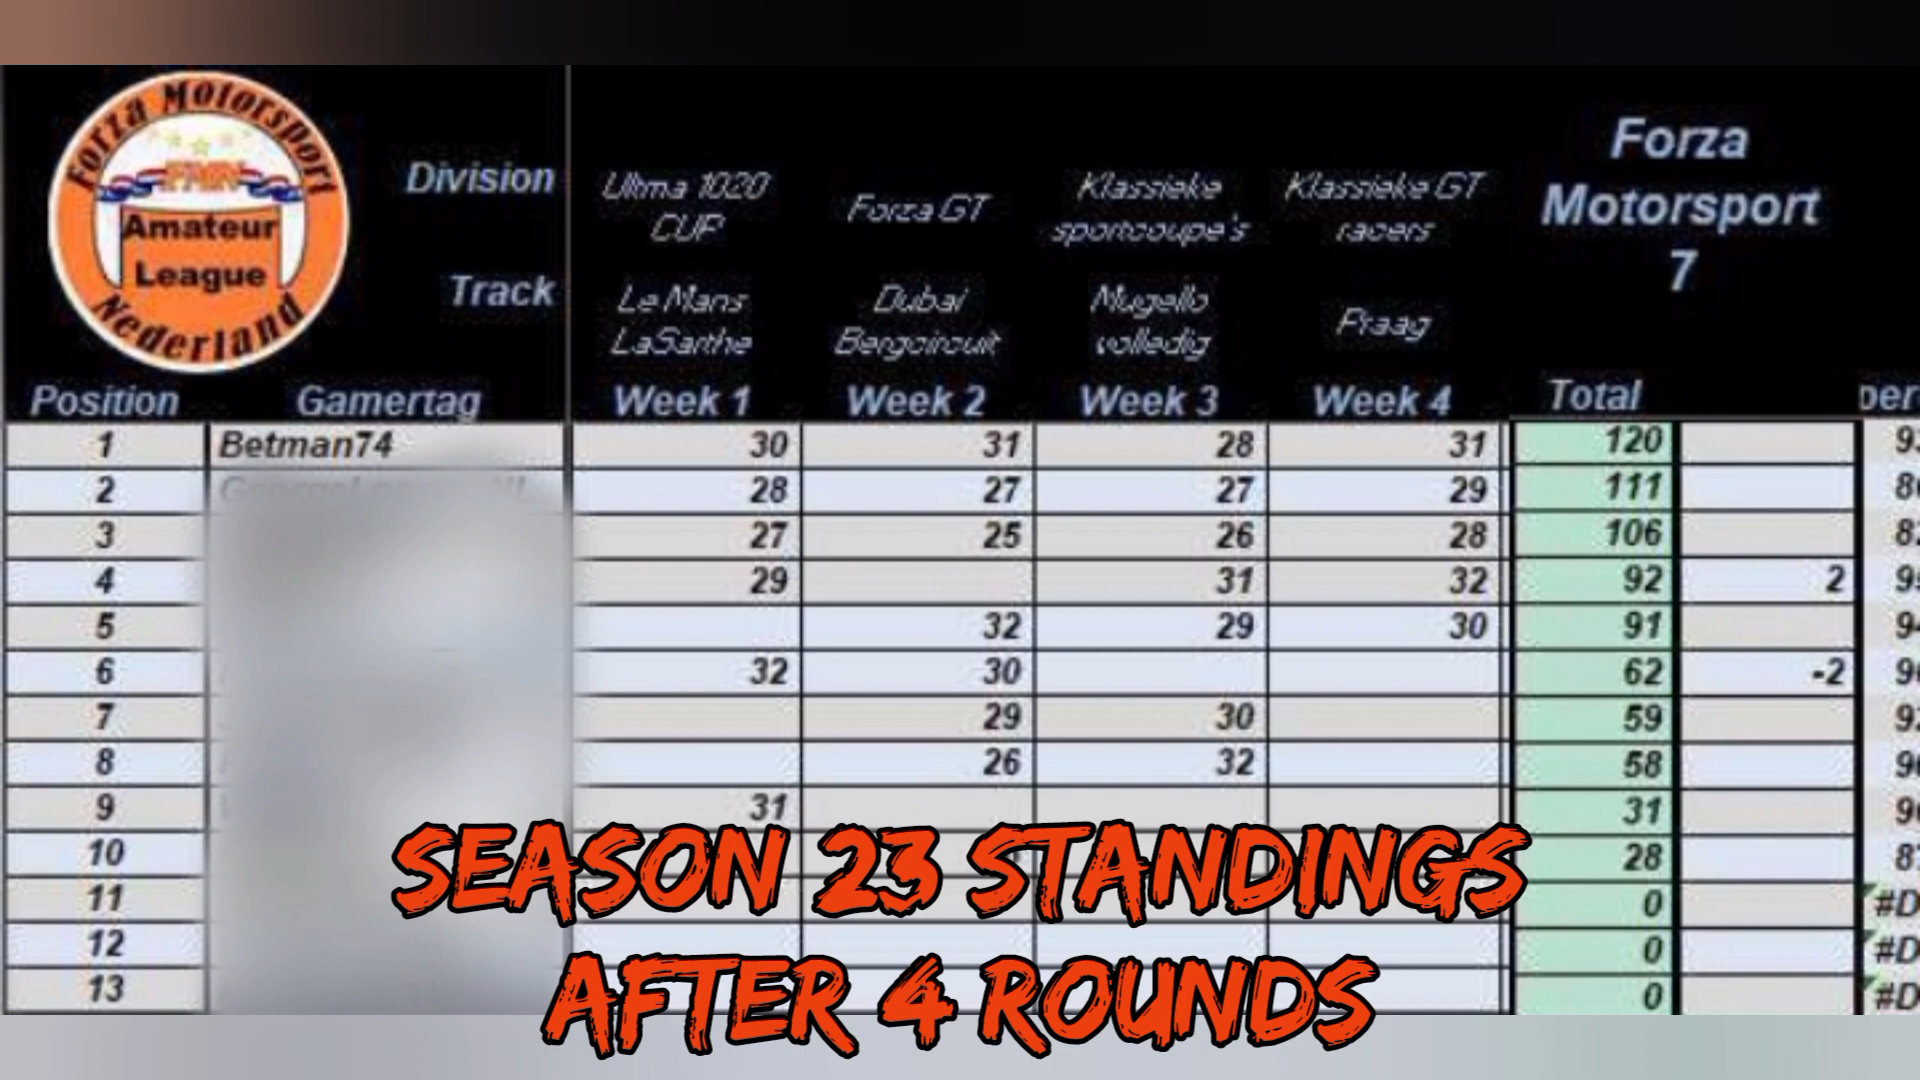 Forza Motorsport
FMN
Amateur
League
Nederland
Division
Ultima 1020
CUP
Forza GT
Klassieke
sportcoupe's
Klassieke GT
racers
Forza
Motorsport
7
Track
Le Mans
LaSarthe
Dubai
Bergcircuit
Mugello
volledig
Praag
Position Gamertag Week 1 Week 2 Week 3 Week 4 Total
1 Betman74 30 31 28 31 120
2 28 27 27 29 111
3 27 25 26 28 106
4 29 31 32 92 2
5 32 29 30 91
6 32 30 62 -2
7 29 30 59
8 26 32 58
9 31 31
10 28
11 0 #D
12 0 #D
13 0 #D
SEASON 23 STANDINGS
AFTER 4 ROUNDS